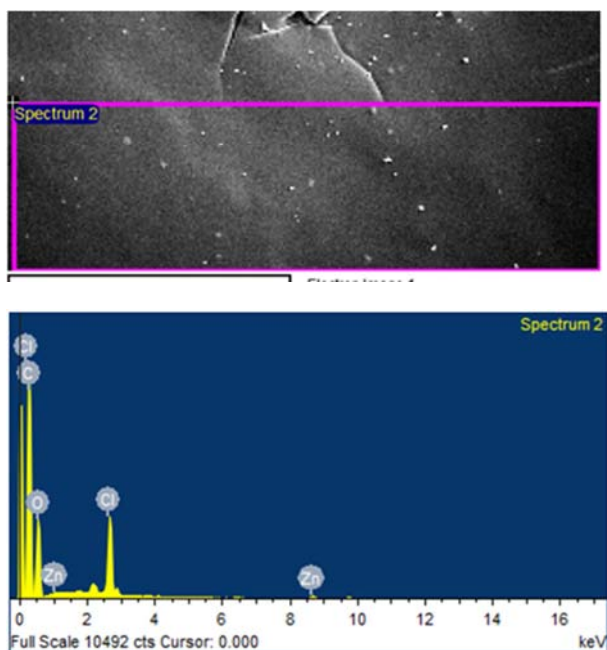 Spectrum 2
Spectrum 2
Cl
C
O
Cl
Zn
Zn
0 2 4 6 8 10 12 14 16
Full Scale 10492 cts Cursor: 0.000 keV